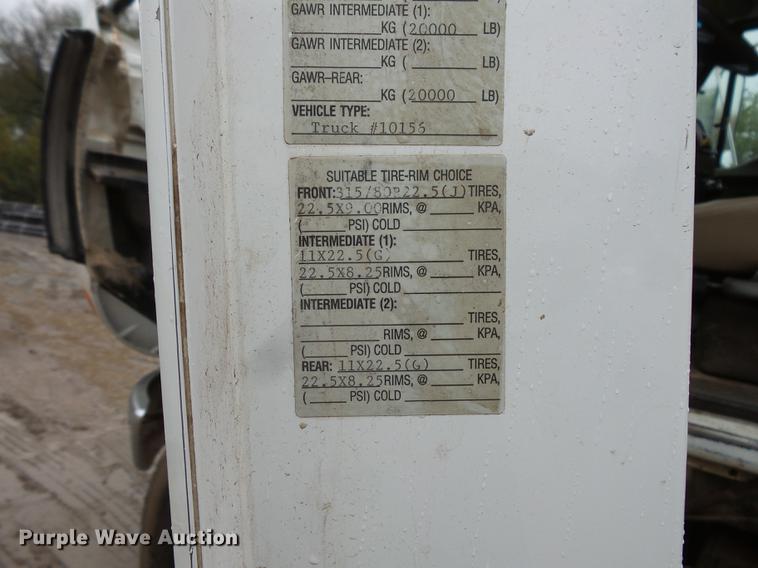 GAWR INTERMEDIATE (1):
KG (20000 LB)
GAWR INTERMEDIATE (2):
KG ( LB)
GAWR-REAR:
KG (20000 LB)
VEHICLE TYPE:
Truck #10156
SUITABLE TIRE-RIM CHOICE
FRONT: 315/80R22.5(J) TIRES,
22.5X9.00 RIMS, @ KPA,
( PSI) COLD
INTERMEDIATE (1):
11X22.5(G) TIRES,
22.5X8.25 RIMS, @ KPA,
( PSI) COLD
INTERMEDIATE (2):
TIRES,
RIMS, @ KPA,
( PSI) COLD
REAR: 11X22.5(G) TIRES,
22.5X8.25 RIMS, @ KPA,
( PSI) COLD
Purple Wave Auction